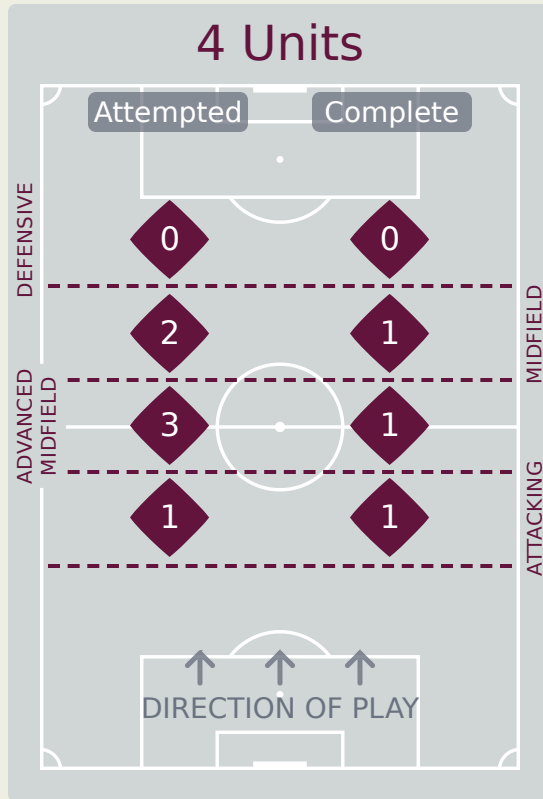 4 Units
Attempted
Complete
DEFENSIVE
0
0
MIDFIELD
2
1
ADVANCED
MIDFIELD
3
1
ATTACKING
1
1
DIRECTION OF PLAY